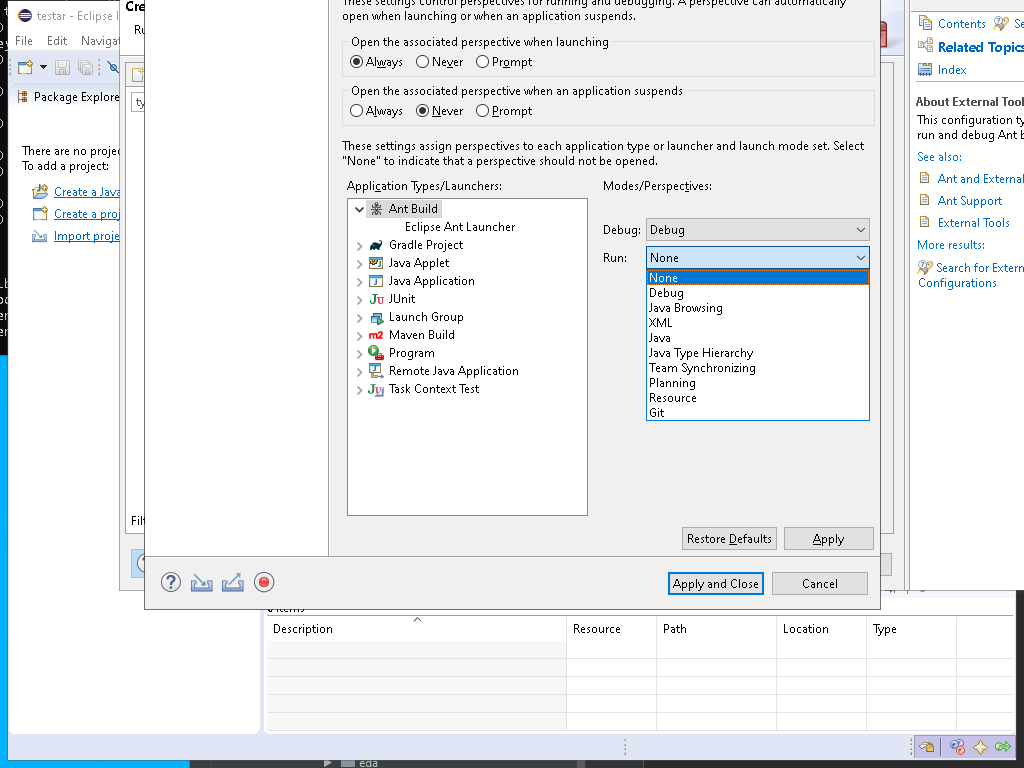 testar - Eclipse
File Edit Navigat
Package Explore
There are no projec
To add a project:
Create a Java
Create a proj
Import proje
Cre
Ru
ty
Filt
These settings control perspectives for running and debugging. A perspective can automatically
open when launching or when an application suspends.
Open the associated perspective when launching
Always Never Prompt
Open the associated perspective when an application suspends
Always Never Prompt
These settings assign perspectives to each application type or launcher and launch mode set. Select
"None" to indicate that a perspective should not be opened.
Application Types/Launchers:
Modes/Perspectives:
Ant Build
Eclipse Ant Launcher
Gradle Project
Java Applet
Java Application
JUnit
Launch Group
Maven Build
Program
Remote Java Application
Task Context Test
Debug: Debug
Run: None
None
Debug
Java Browsing
XML
Java
Java Type Hierarchy
Team Synchronizing
Planning
Resource
Git
Restore Defaults Apply
Apply and Close Cancel
Contents Se
Related Topics
Index
About External Tool
This configuration ty
run and debug Ant b
See also:
Ant and External
Ant Support
External Tools
More results:
Search for Extern
Configurations
items
Description Resource Path Location Type
eda